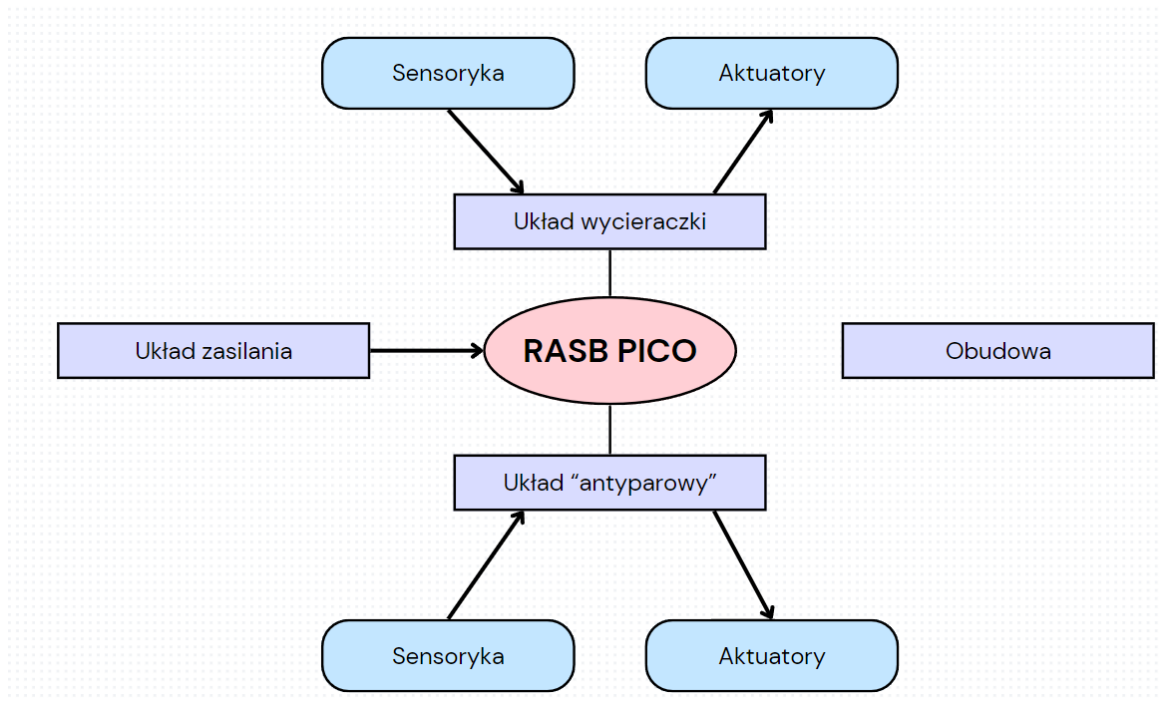 Sensoryka
Aktuatory
Układ wycieraczki
Układ zasilania
RASB PICO
Obudowa
Układ “antyparowy”
Sensoryka
Aktuatory